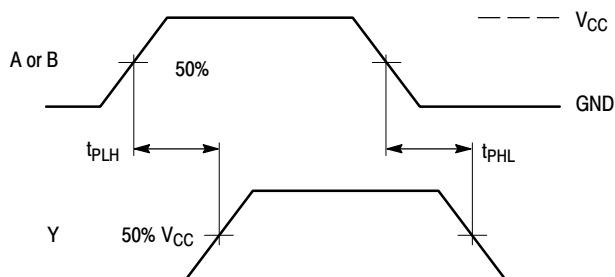 V_CC
A or B
50%
GND
t_PLH
t_PHL
Y
50% V_CC